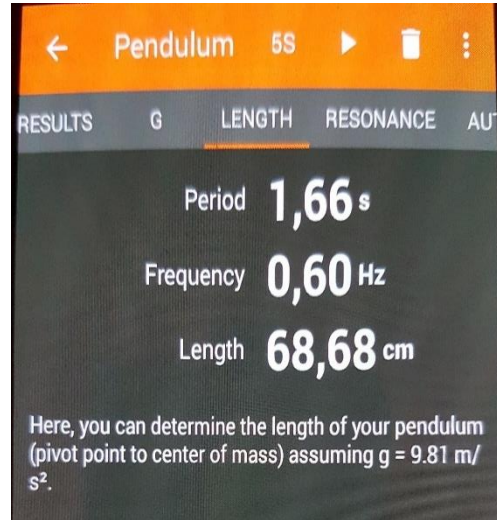 Pendulum 5S
RESULTS G LENGTH RESONANCE AUT
Period 1,66 s
Frequency 0,60 Hz
Length 68,68 cm
Here, you can determine the length of your pendulum
(pivot point to center of mass) assuming g = 9.81 m/
s².